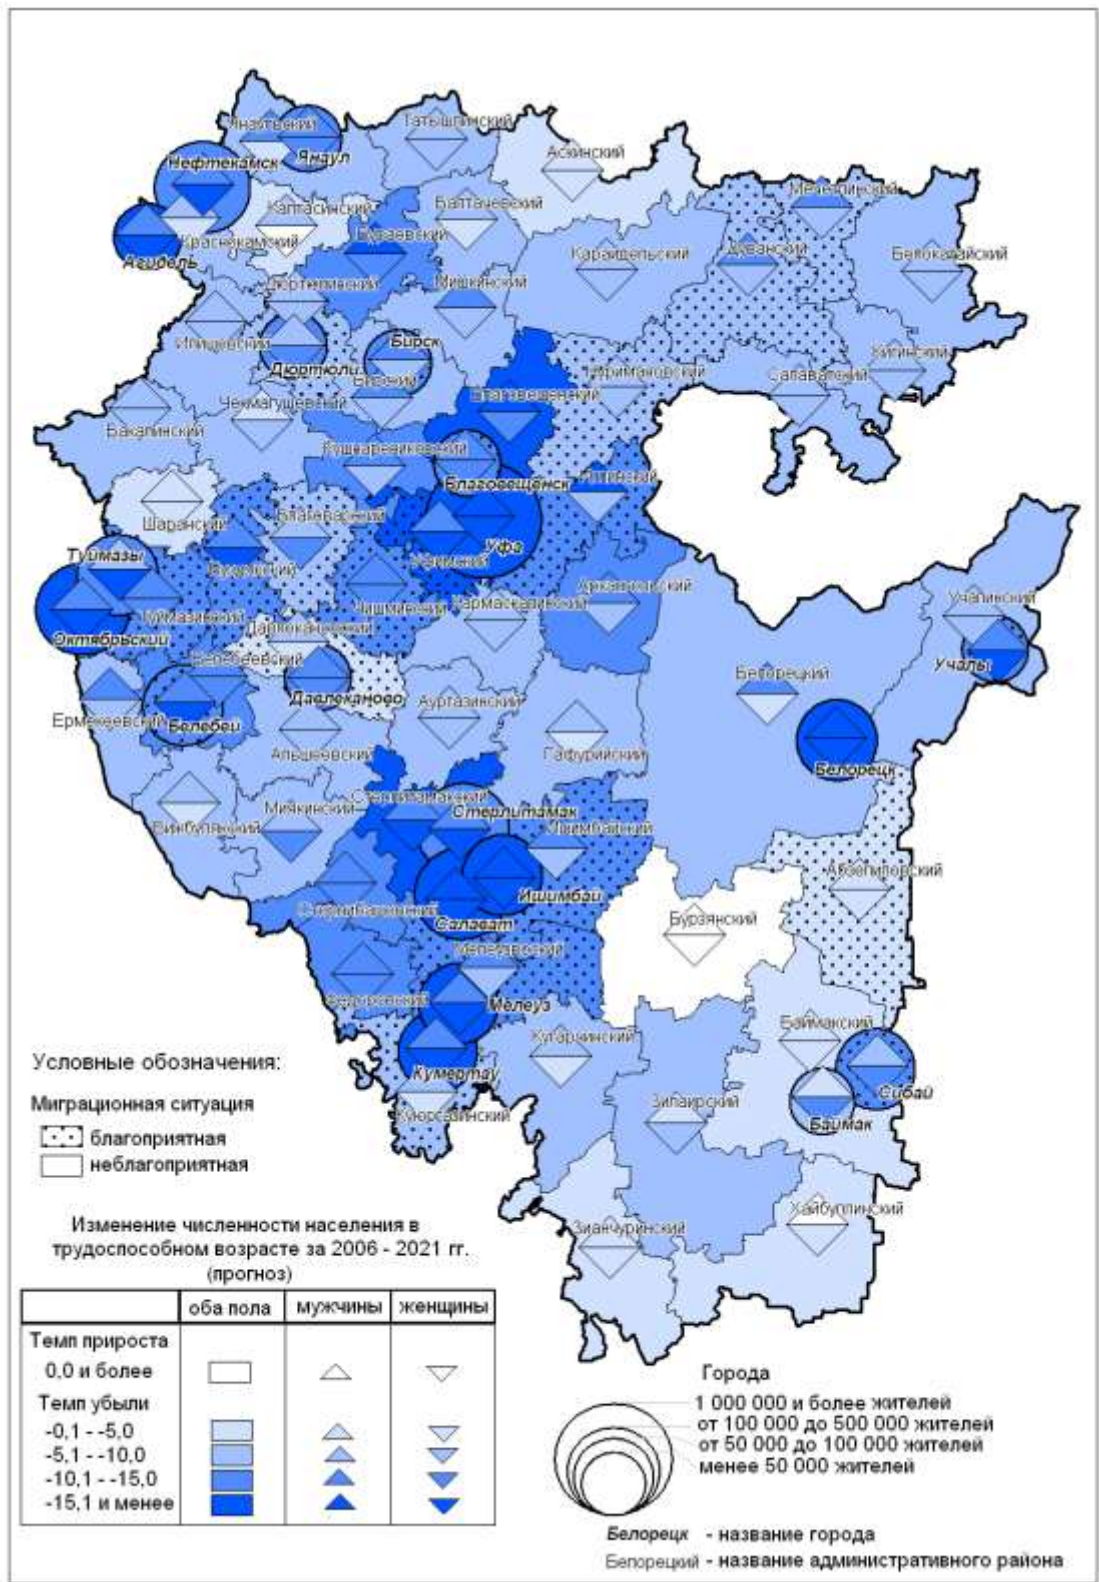 Янаульский
Янаул
Татышлинский
Аскинский
Нефтекамск
Мечетлинский
Калтасинский
Балтачевский
Краснокамский
Бураевский
Дуванский
Агидель
Караидельский
Белокатайский
Дюртюлинский
Мишкинский
Илишевский
Бирск
Дюртюли
Бирский
Нуримановский
Кигинский
Салаватский
Чекмагушевский
Благовещенский
Бакалинский
Кушнаренковский
Благовещенск
Иглинский
Шаранский
Благоварский
Уфа
Туймазы
Уфимский
Буздякский
Архангельский
Туймазинский
Чишминский
Кармаскалинский
Учалинский
Давлекановский
Октябрьский
Белебеевский
Учалы
Белорецкий
Давлеканово
Аургазинский
Ермекеевский
Белебей
Гафурийский
Альшеевский
Белорецк
Стерлитамакский
Миякинский
Стерлитамак
Бижбулякский
Ишимбайский
Абзелиловский
Ишимбай
Стерлибашевский
Салават
Бурзянский
Мелеузовский
Федоровский
Мелеуз
Баймакский
Кугарчинский
Кумертау
Сибай
Зилаирский
Куюргазинский
Баймак
Хайбуллинский
Зианчуринский
Условные обозначения:
Миграционная ситуация
благоприятная
неблагоприятная
Изменение численности населения в
трудоспособном возрасте за 2006 - 2021 гг.
(прогноз)
оба пола мужчины женщины
Темп прироста
0,0 и более
Темп убыли
-0,1 - -5,0
-5,1 - -10,0
-10,1 - -15,0
-15,1 и менее
Города
1 000 000 и более жителей
от 100 000 до 500 000 жителей
от 50 000 до 100 000 жителей
менее 50 000 жителей
Белорецк - название города
Белорецкий - название административного района